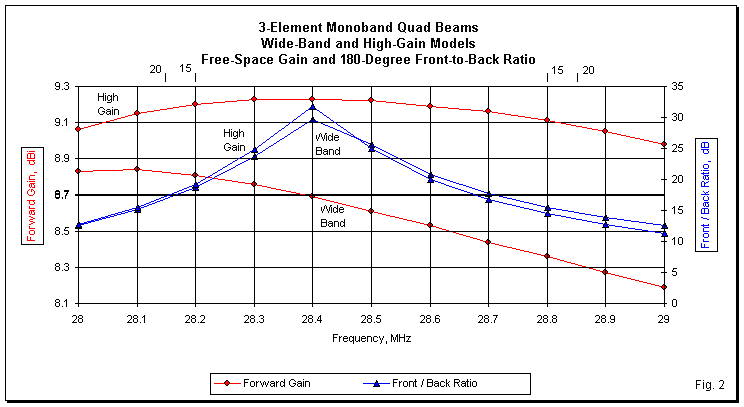 3-Element Monoband Quad Beams
Wide-Band and High-Gain Models
Free-Space Gain and 180-Degree Front-to-Back Ratio
20 15 15 20
9.3
9.1
8.9
8.7
8.5
8.3
8.1
Forward Gain, dBi
High
Gain
High
Gain
Wide
Band
Wide
Band
35
30
25
20
15
10
5
0
Front / Back Ratio, dB
28 28.1 28.2 28.3 28.4 28.5 28.6 28.7 28.8 28.9 29
Frequency, MHz
Forward Gain Front / Back Ratio
Fig. 2